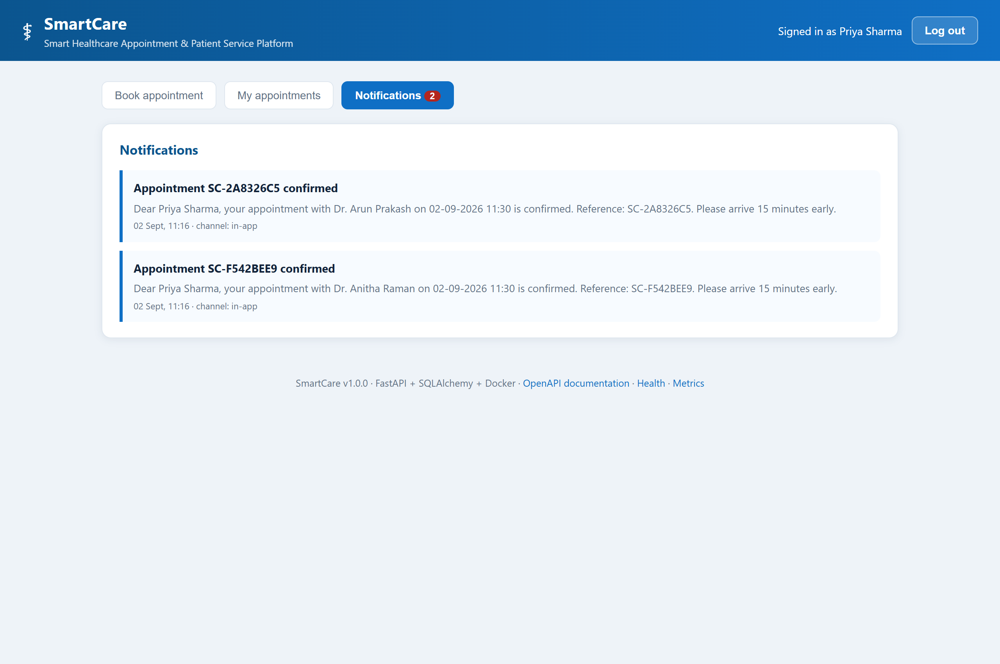 SmartCare
Smart Healthcare Appointment & Patient Service Platform
Signed in as Priya Sharma
Log out
Book appointment
My appointments
Notifications 2
Notifications
Appointment SC-2A8326C5 confirmed
Dear Priya Sharma, your appointment with Dr. Arun Prakash on 02-09-2026 11:30 is confirmed. Reference: SC-2A8326C5. Please arrive 15 minutes early.
02 Sept, 11:16 · channel: in-app
Appointment SC-F542BEE9 confirmed
Dear Priya Sharma, your appointment with Dr. Anitha Raman on 02-09-2026 11:30 is confirmed. Reference: SC-F542BEE9. Please arrive 15 minutes early.
02 Sept, 11:16 · channel: in-app
SmartCare v1.0.0 · FastAPI + SQLAlchemy + Docker · OpenAPI documentation · Health · Metrics